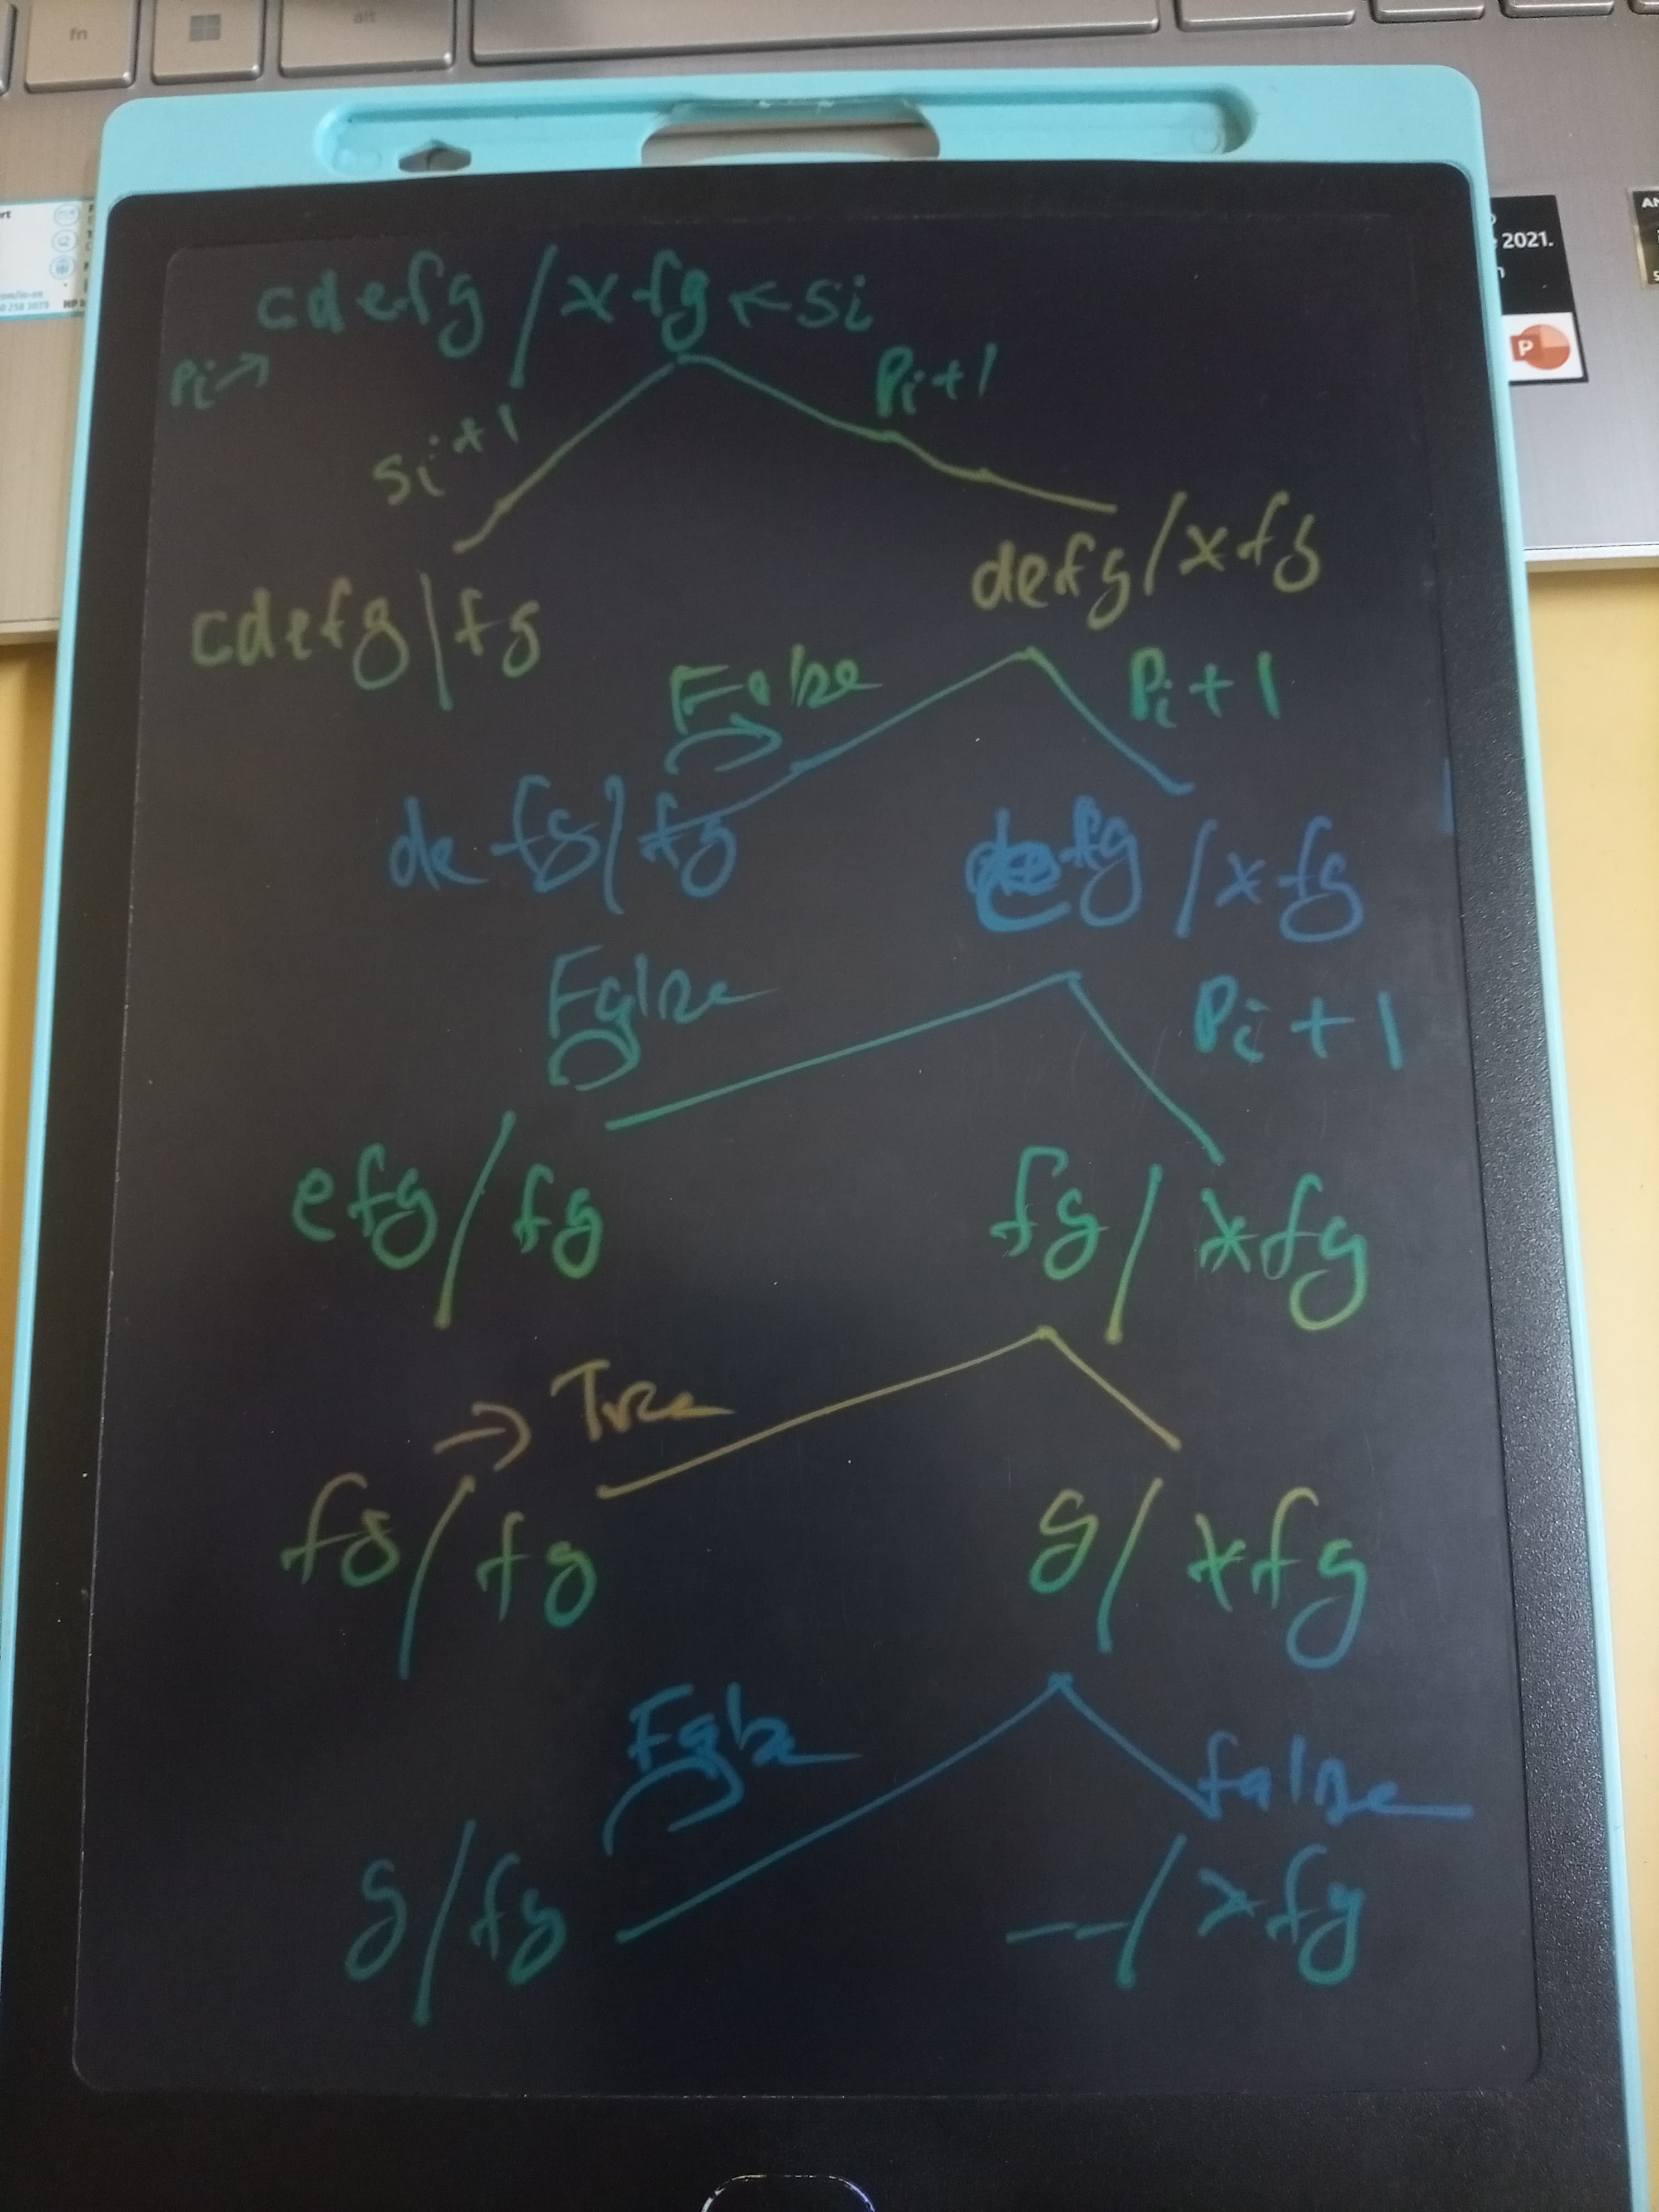 fn
alt
2021.
P
cdefg / xfg ← si
Pi →
Pi+1
si+1
defg / xfg
cdefg | fg
False
Pi+1
defg | fg
efg / xfg
False
Pi+1
efg / fg
fg / xfg
→ True
fg / fg
g / xfg
False
false
g / fg
-- / xfg